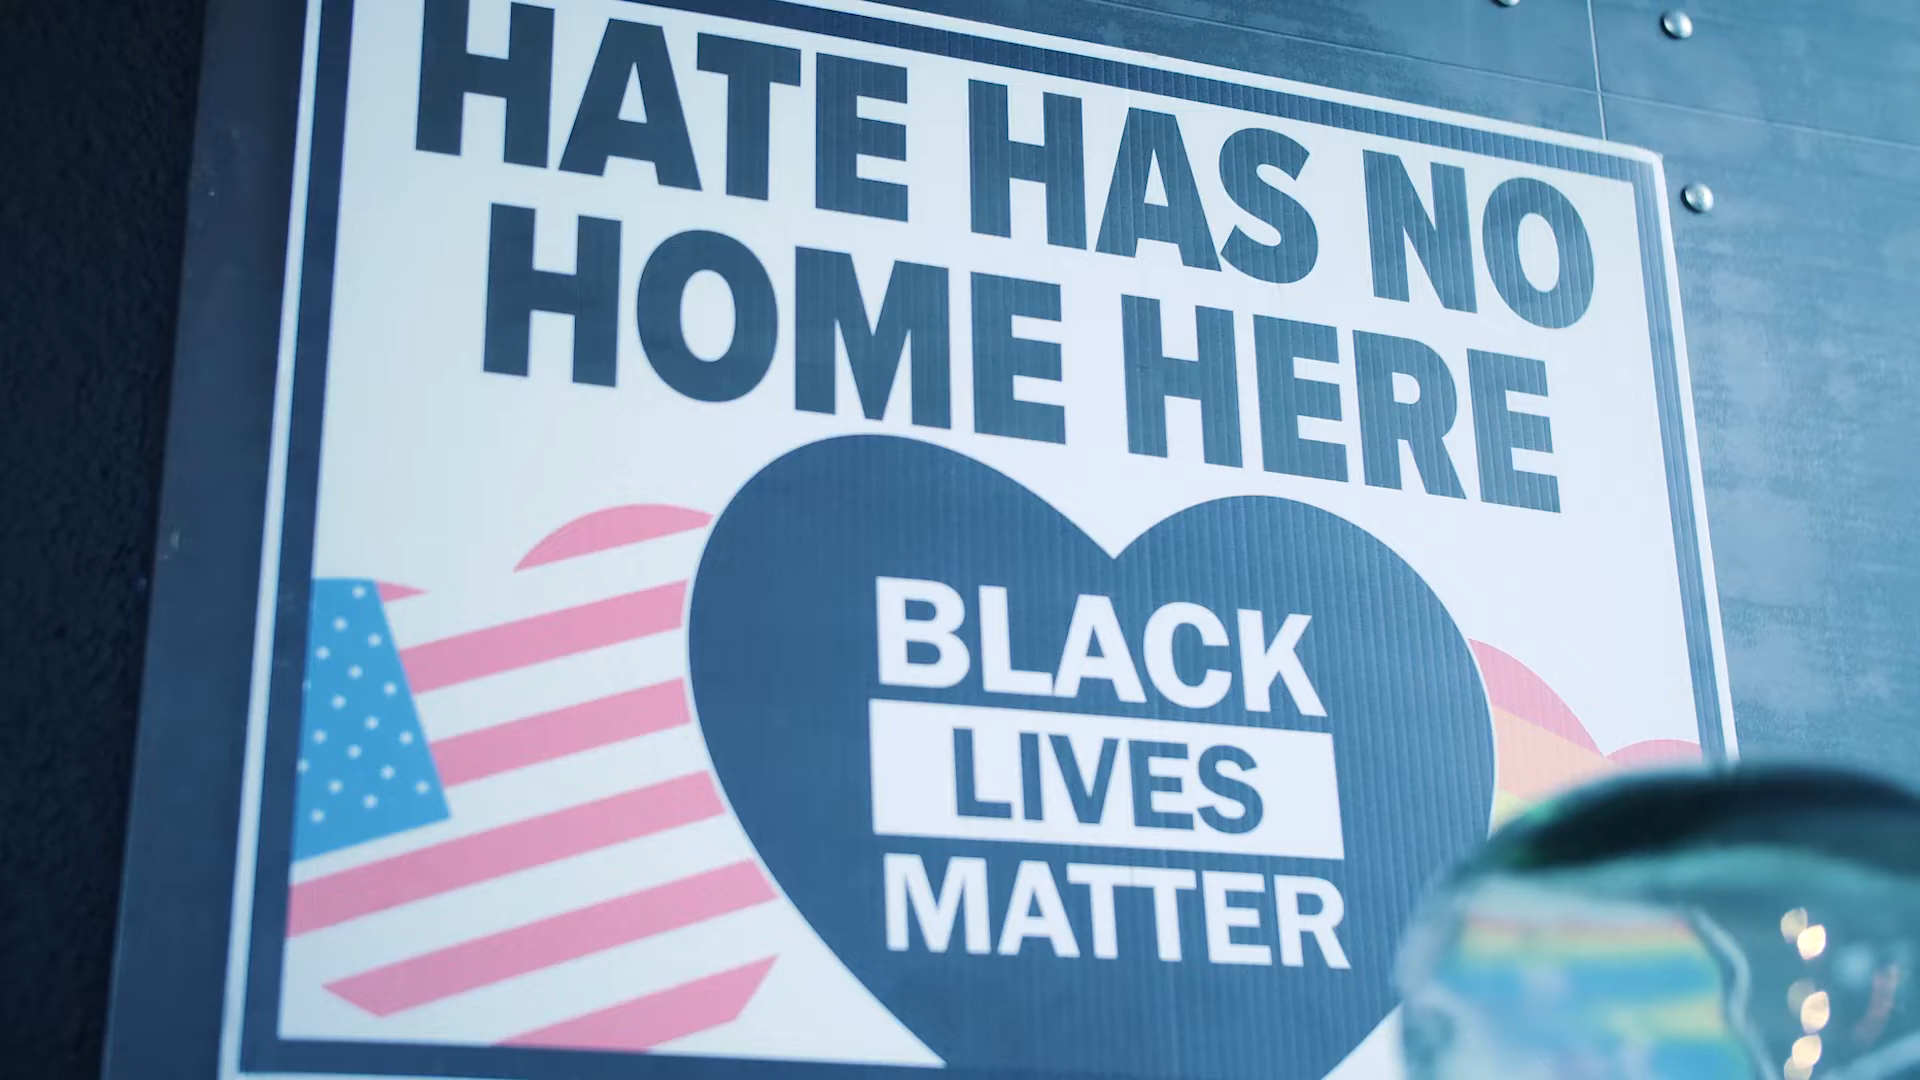 HATE HAS NO
HOME HERE
BLACK
LIVES
MATTER